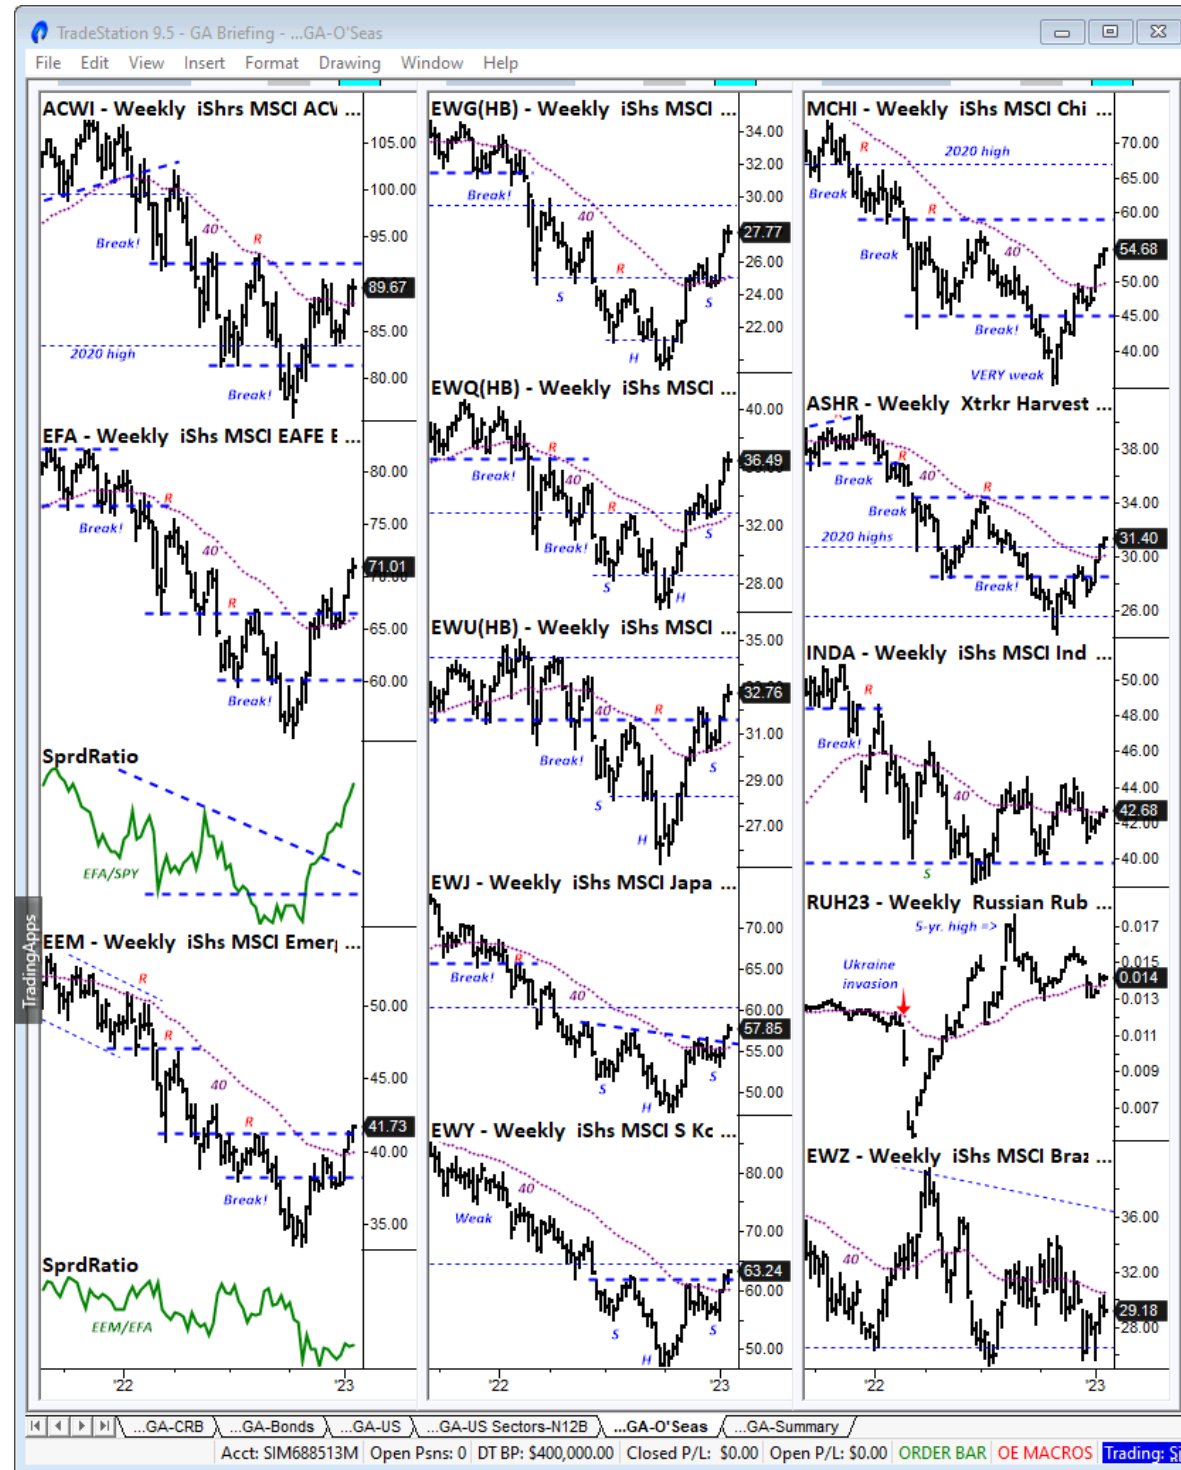 TradeStation 9.5 - GA Briefing - ...GA-O'Seas
File Edit View Insert Format Drawing Window Help
ACWI - Weekly iShrs MSCI ACW ...
105.00
100.00
95.00
89.67
85.00
80.00
Break!
40
R
2020 high
Break!
EFA - Weekly iShs MSCI EAFE E ...
80.00
75.00
71.01
70.00
65.00
60.00
R
Break!
40
R
Break!
SprdRatio
EFA/SPY
EEM - Weekly iShs MSCI Emerg ...
50.00
45.00
41.73
40.00
35.00
R
R
40
R
Break!
SprdRatio
EEM/EFA
'22 '23
EWG(HB) - Weekly iShs MSCI ...
34.00
32.00
30.00
27.77
26.00
24.00
22.00
Break!
40
R
S
S
H
EWQ(HB) - Weekly iShs MSCI ...
40.00
36.49
32.00
28.00
R
Break!
40
R
Break!
S
S
H
EWU(HB) - Weekly iShs MSCI ...
35.00
32.76
31.00
29.00
27.00
40
R
Break!
S
S
H
EWJ - Weekly iShs MSCI Japa ...
70.00
65.00
60.00
57.85
55.00
50.00
R
Break!
40
S
S
H
EWY - Weekly iShs MSCI S Ko ...
80.00
70.00
63.24
60.00
50.00
40
Weak
S
S
H
'22 '23
MCHI - Weekly iShs MSCI Chi ...
70.00
65.00
60.00
54.68
50.00
45.00
40.00
R
2020 high
Break
R
Break
40
Break!
VERY weak
ASHR - Weekly Xtrkr Harvest ...
38.00
34.00
31.40
30.00
26.00
R
Break
40
R
Break
2020 highs
Break!
INDA - Weekly iShs MSCI Ind ...
50.00
48.00
46.00
44.00
42.68
42.00
40.00
R
Break!
40
S
RUH23 - Weekly Russian Rub ...
0.017
0.015
0.014
0.013
0.011
0.009
0.007
5-yr. high =>
Ukraine
invasion
EWZ - Weekly iShs MSCI Braz ...
36.00
32.00
29.18
28.00
40
'22 '23
TradingApps
...GA-CRB ...GA-Bonds ...GA-US ...GA-US Sectors-N12B ...GA-O'Seas ...GA-Summary
Acct: SIM688513M Open Psns: 0 DT BP: $400,000.00 Closed P/L: $0.00 Open P/L: $0.00 ORDER BAR OE MACROS Trading: